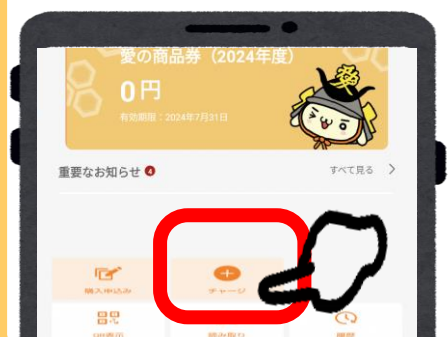 愛の商品券（2024年度）
0円
有効期限：2024年7月31日
愛
重要なお知らせ 4
すべて見る
購入申込み
チャージ